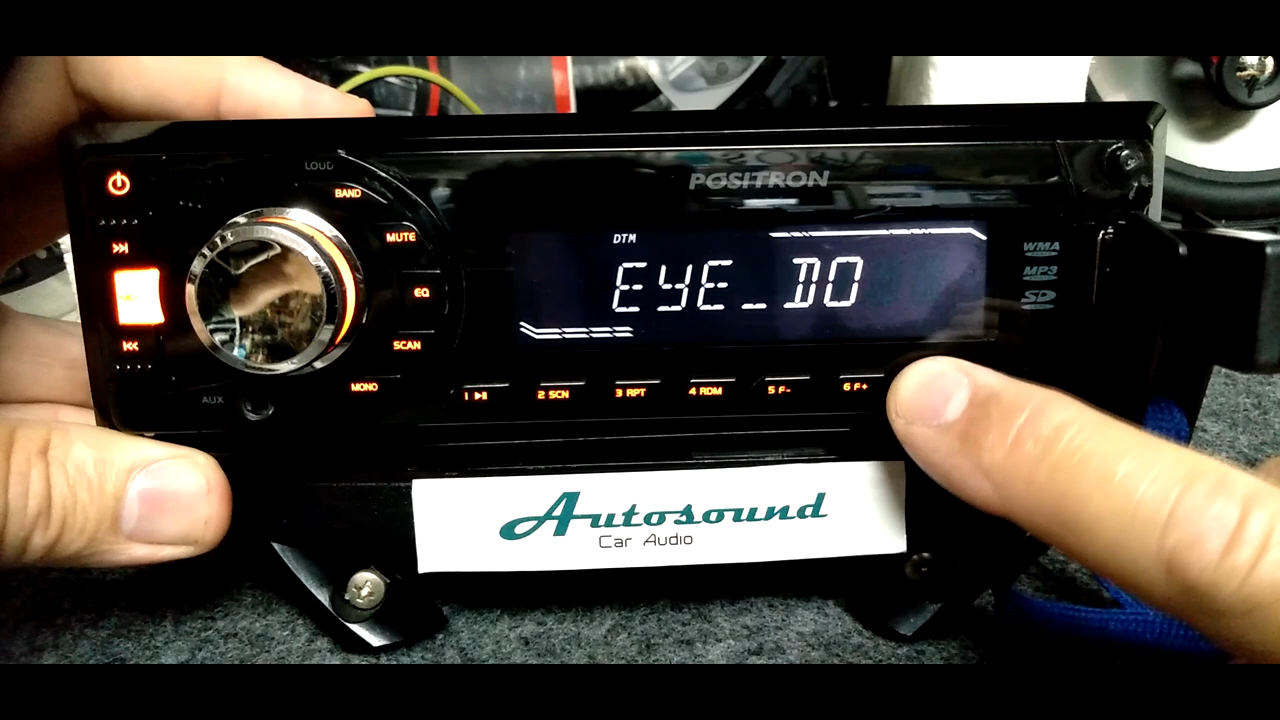 LOUD
BAND
POSITRON
MUTE
DTM
EYE_DO
WMA
MP3
SD
EQ
SCAN
MONO
AUX
1 2 SCN 3 RPT 4 RDM 5 F- 6 F+
Autosound
Car Audio